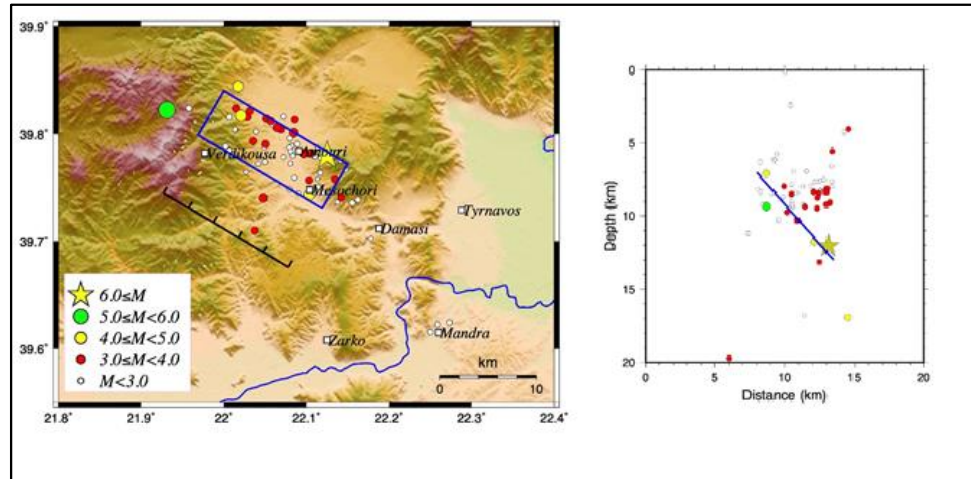 39.9°
39.8°
39.7°
39.6°
Verdikousa
Amouri
Mesochori
Tyrnavos
Damasi
Zarko
Mandra
6.0≤M
5.0≤M<6.0
4.0≤M<5.0
3.0≤M<4.0
M<3.0
km
0 10
21.8° 21.9° 22° 22.1° 22.2° 22.3° 22.4°
0
5
10
15
20
Depth (km)
0 5 10 15 20
Distance (km)